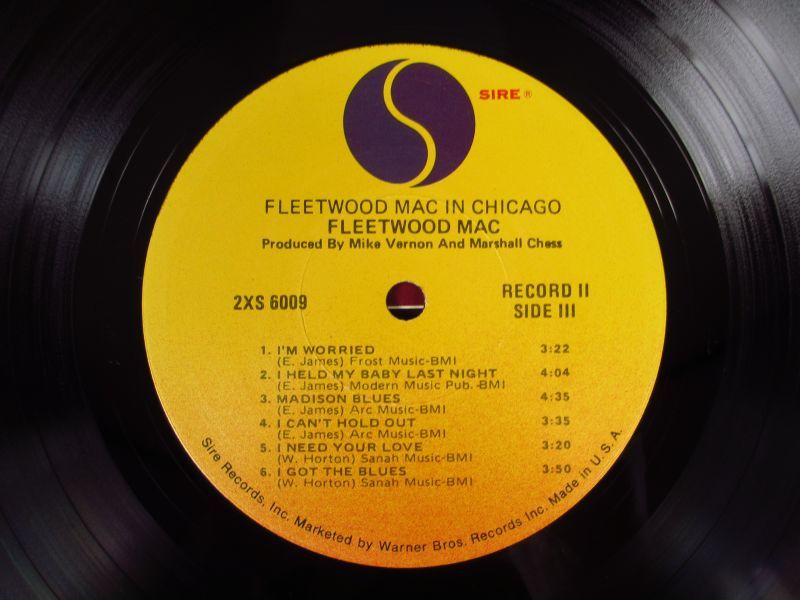 SIRE ®
FLEETWOOD MAC IN CHICAGO
FLEETWOOD MAC
Produced By Mike Vernon And Marshall Chess
2XS 6009
RECORD II
SIDE III
1. I'M WORRIED 3:22
(E. James) Frost Music-BMI
2. I HELD MY BABY LAST NIGHT 4:04
(E. James) Modern Music Pub.-BMI
3. MADISON BLUES 4:35
(E. James) Arc Music-BMI
4. I CAN'T HOLD OUT 3:35
(E. James) Arc Music-BMI
5. I NEED YOUR LOVE 3:20
(W. Horton) Sanah Music-BMI
6. I GOT THE BLUES 3:50
(W. Horton) Sanah Music-BMI
Sire Records, Inc. Marketed by Warner Bros. Records Inc. Made in U.S.A.